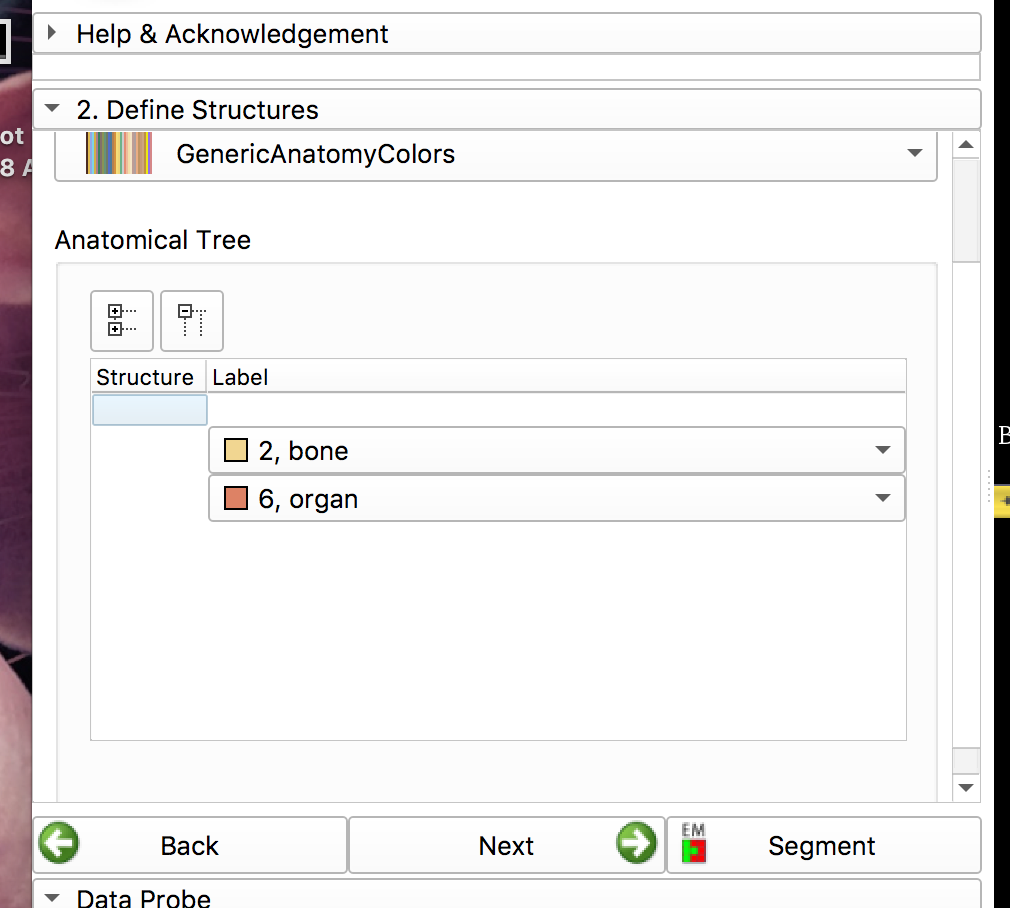 Help & Acknowledgement
2. Define Structures
ot
8 A
GenericAnatomyColors
Anatomical Tree
Structure Label
2, bone
B
6, organ
Back Next EM Segment
Data Probe